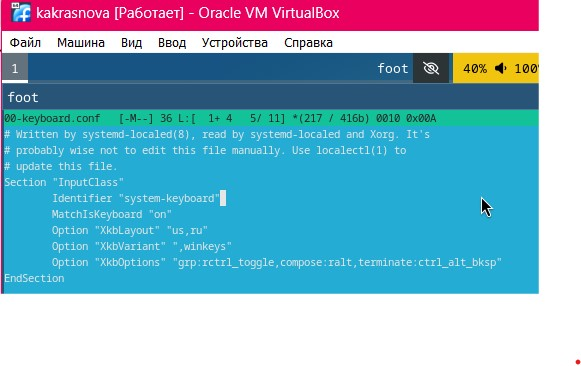 kakrasnova [Работает] - Oracle VM VirtualBox
Файл Машина Вид Ввод Устройства Справка
1 foot 40% 100%
foot
00-keyboard.conf [-M--] 36 L:[ 1+ 4 5/ 11] *(217 / 416b) 0010 0x00A
# Written by systemd-localed(8), read by systemd-localed and Xorg. It's
# probably wise not to edit this file manually. Use localectl(1) to
# update this file.
Section "InputClass"
        Identifier "system-keyboard"
        MatchIsKeyboard "on"
        Option "XkbLayout" "us,ru"
        Option "XkbVariant" ",winkeys"
        Option "XkbOptions" "grp:rctrl_toggle,compose:ralt,terminate:ctrl_alt_bksp"
EndSection